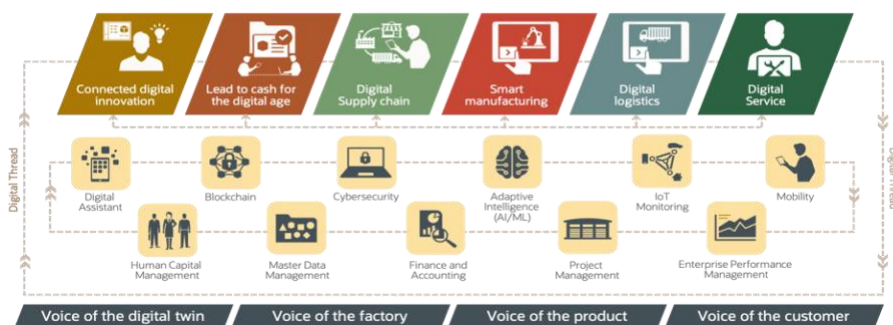 Connected digital
innovation
Lead to cash for
the digital age
Digital
Supply chain
Smart
manufacturing
Digital
logistics
Digital
Service
Digital Thread
Digital Thread
Digital
Assistant
Blockchain
Cybersecurity
Adaptive
Intelligence
(AI/ML)
IoT
Monitoring
Mobility
Human Capital
Management
Master Data
Management
Finance and
Accounting
Project
Management
Enterprise Performance
Management
Voice of the digital twin
Voice of the factory
Voice of the product
Voice of the customer